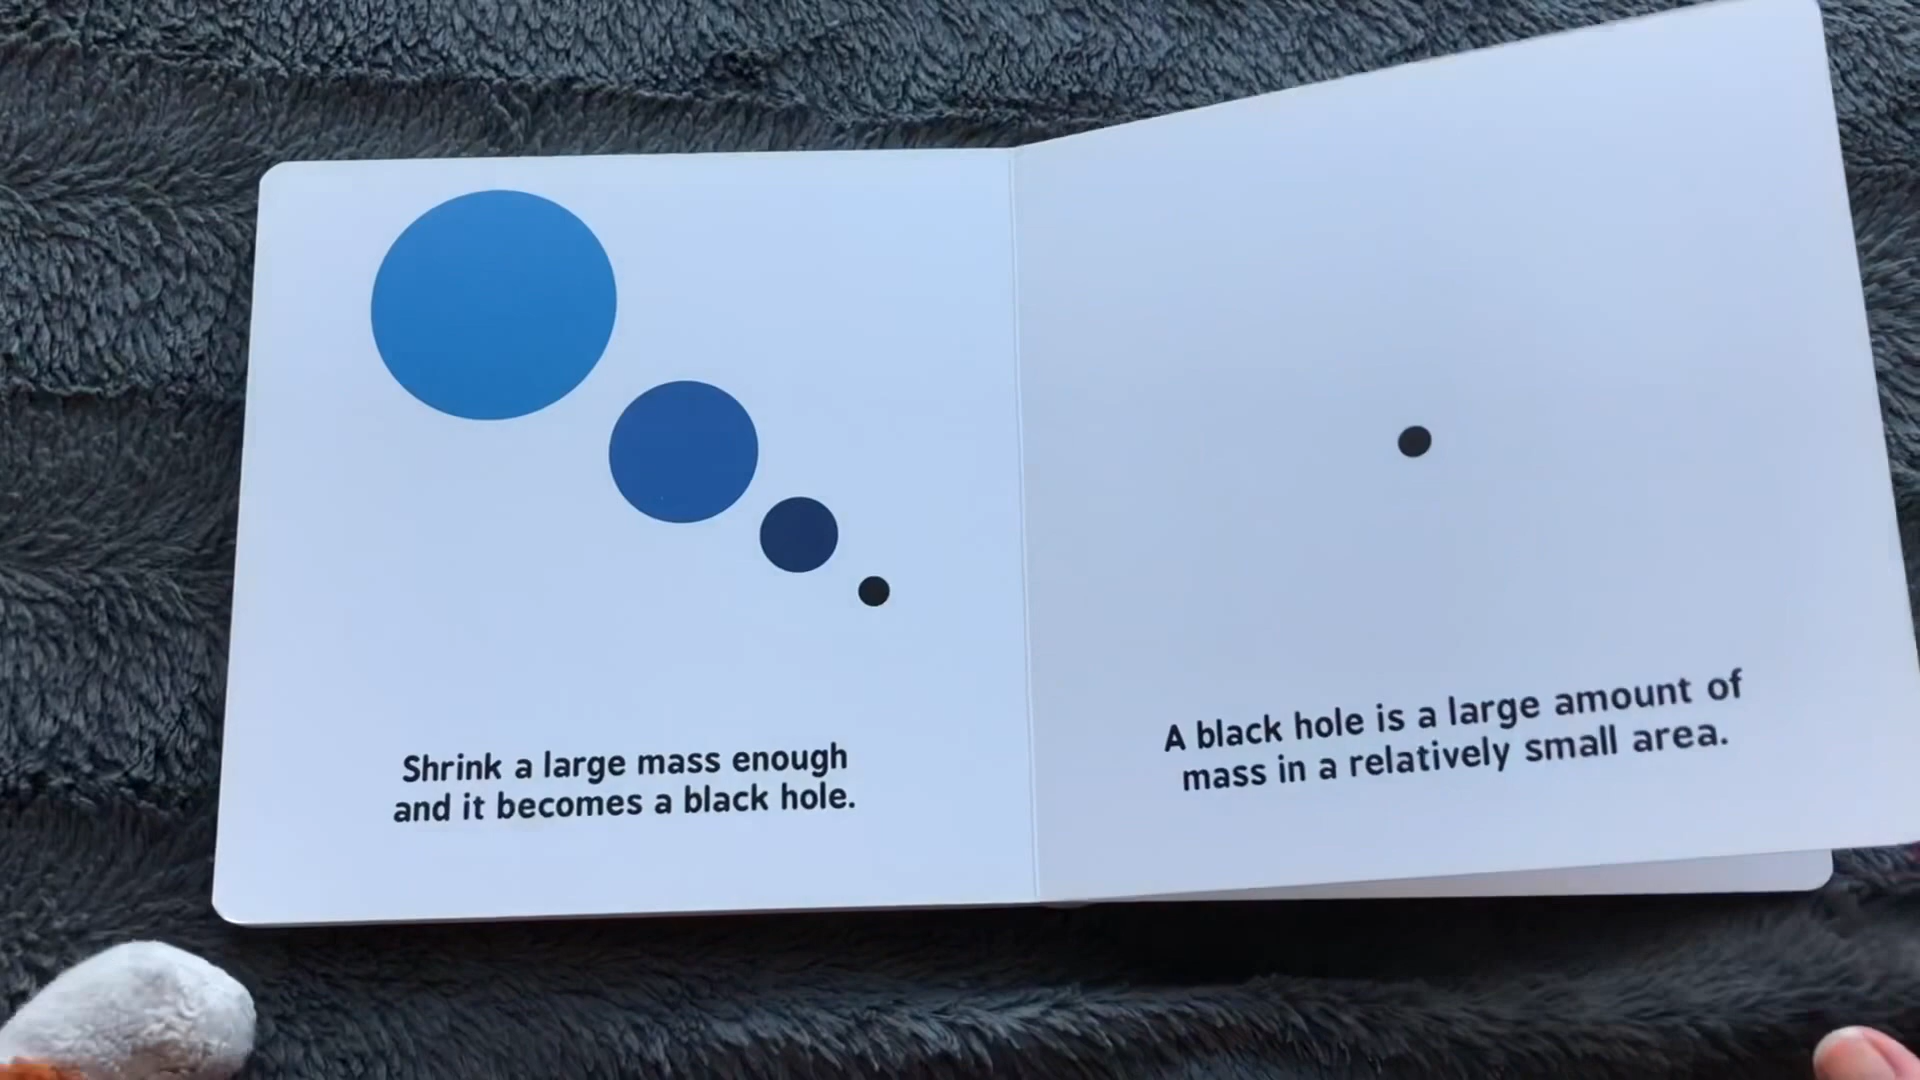 Shrink a large mass enough
and it becomes a black hole.
A black hole is a large amount of
mass in a relatively small area.